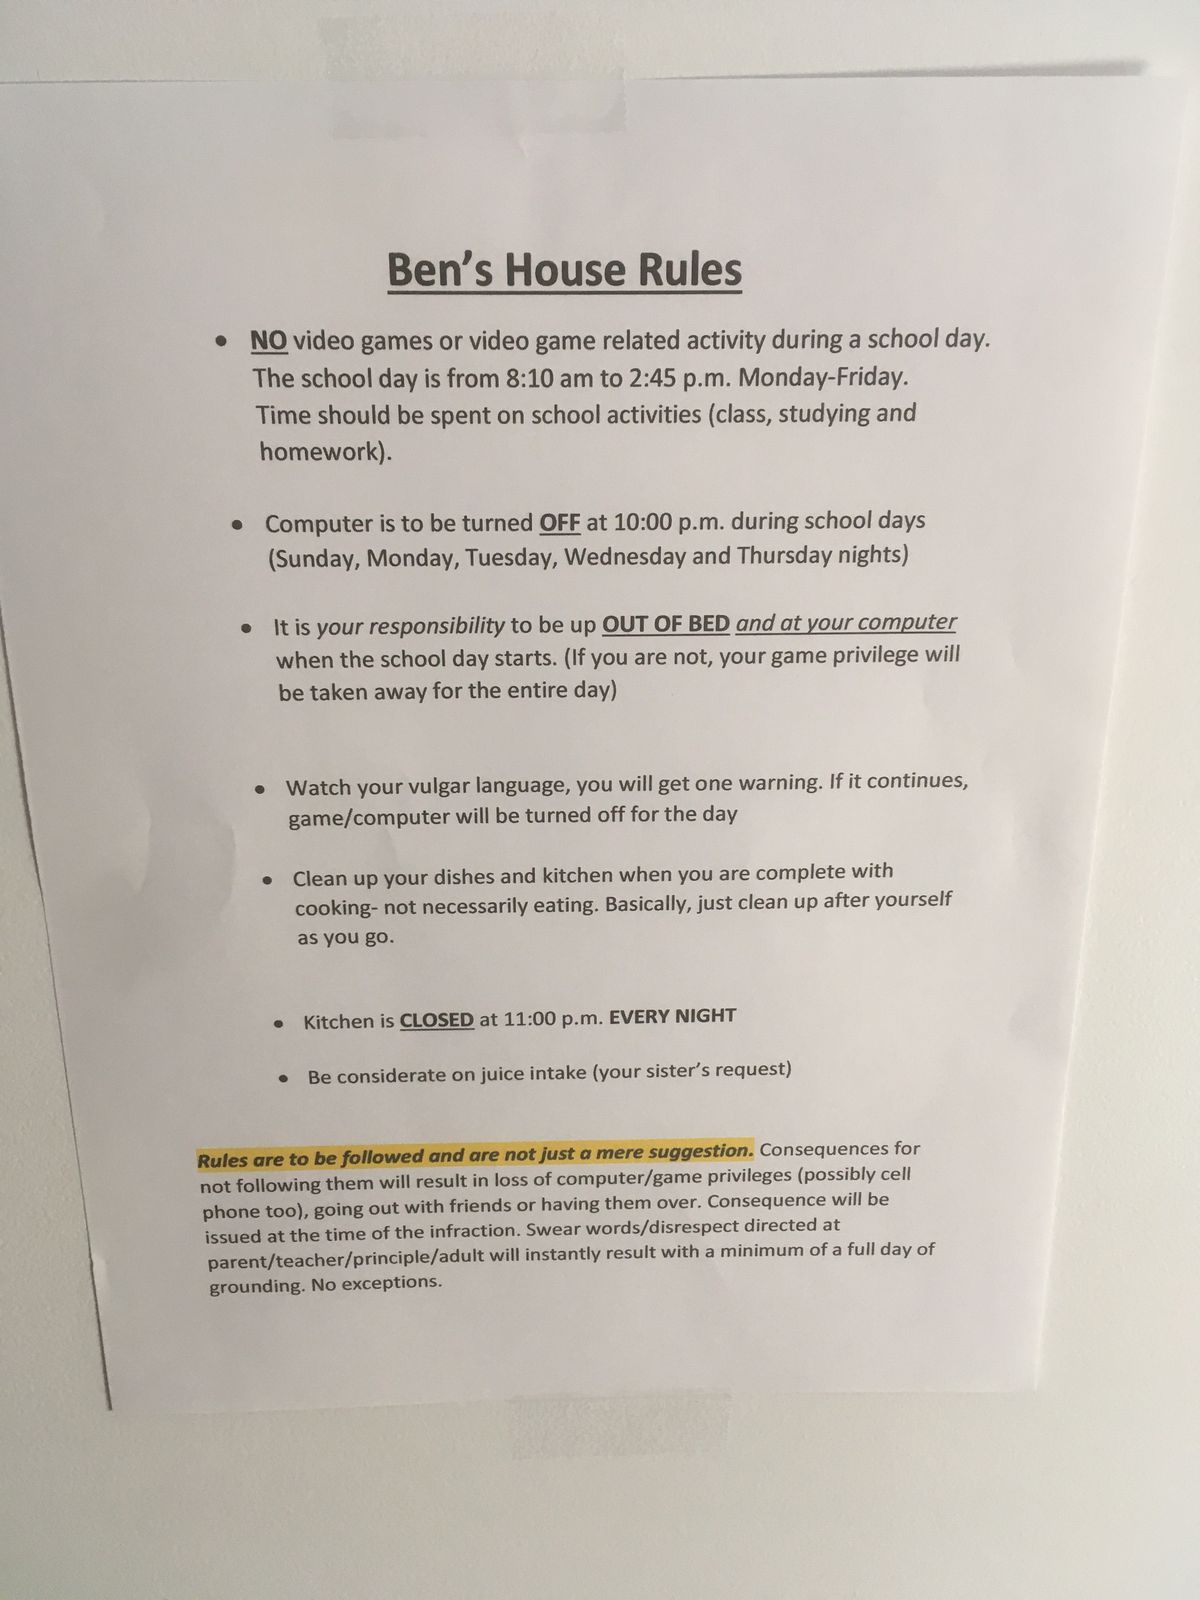 Ben's House Rules
• NO video games or video game related activity during a school day.
The school day is from 8:10 am to 2:45 p.m. Monday-Friday.
Time should be spent on school activities (class, studying and
homework).
• Computer is to be turned OFF at 10:00 p.m. during school days
(Sunday, Monday, Tuesday, Wednesday and Thursday nights)
• It is your responsibility to be up OUT OF BED and at your computer
when the school day starts. (If you are not, your game privilege will
be taken away for the entire day)
• Watch your vulgar language, you will get one warning. If it continues,
game/computer will be turned off for the day
• Clean up your dishes and kitchen when you are complete with
cooking- not necessarily eating. Basically, just clean up after yourself
as you go.
• Kitchen is CLOSED at 11:00 p.m. EVERY NIGHT
• Be considerate on juice intake (your sister's request)
Rules are to be followed and are not just a mere suggestion. Consequences for
not following them will result in loss of computer/game privileges (possibly cell
phone too), going out with friends or having them over. Consequence will be
issued at the time of the infraction. Swear words/disrespect directed at
parent/teacher/principle/adult will instantly result with a minimum of a full day of
grounding. No exceptions.